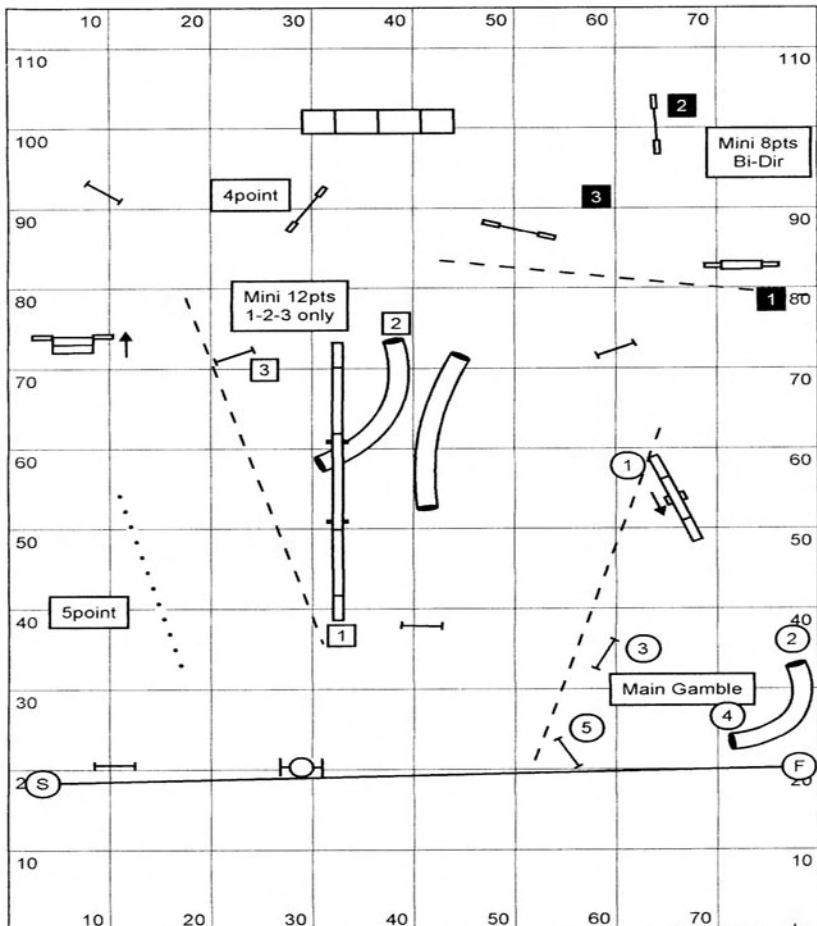 10 20 30 40 50 60 70
110 110
100 2
Mini 8pts
Bi-Dir
90 4point 3 90
80 Mini 12pts
1-2-3 only
1 80
2
70 3 70
60 1 60
50 50
40 5point 40
1 3 2
30 Main Gamble 30
4
5
20 S F 20
10 10
10 20 30 40 50 60 70